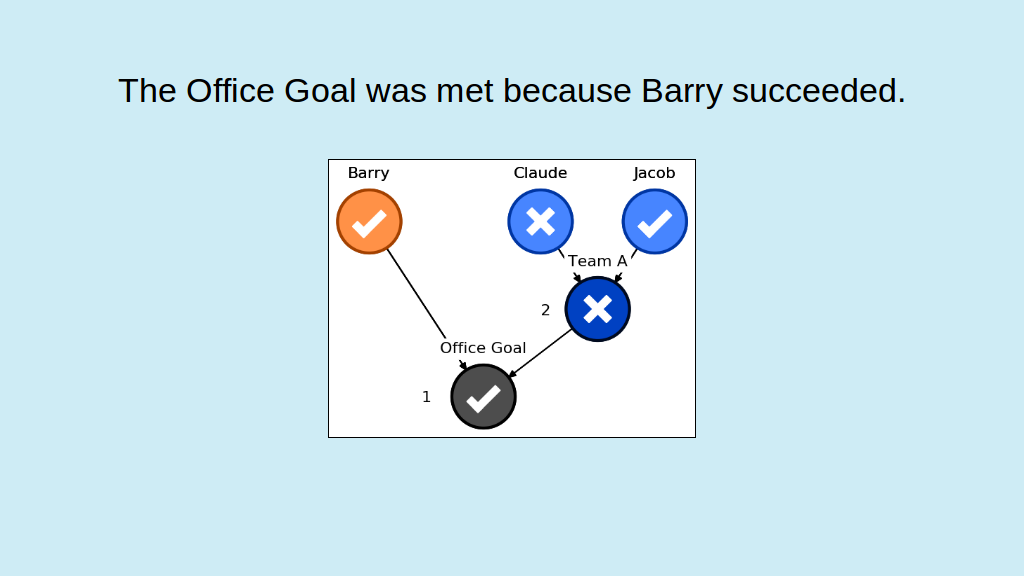 The Office Goal was met because Barry succeeded.
Barry Claude Jacob
Team A
2
Office Goal
1